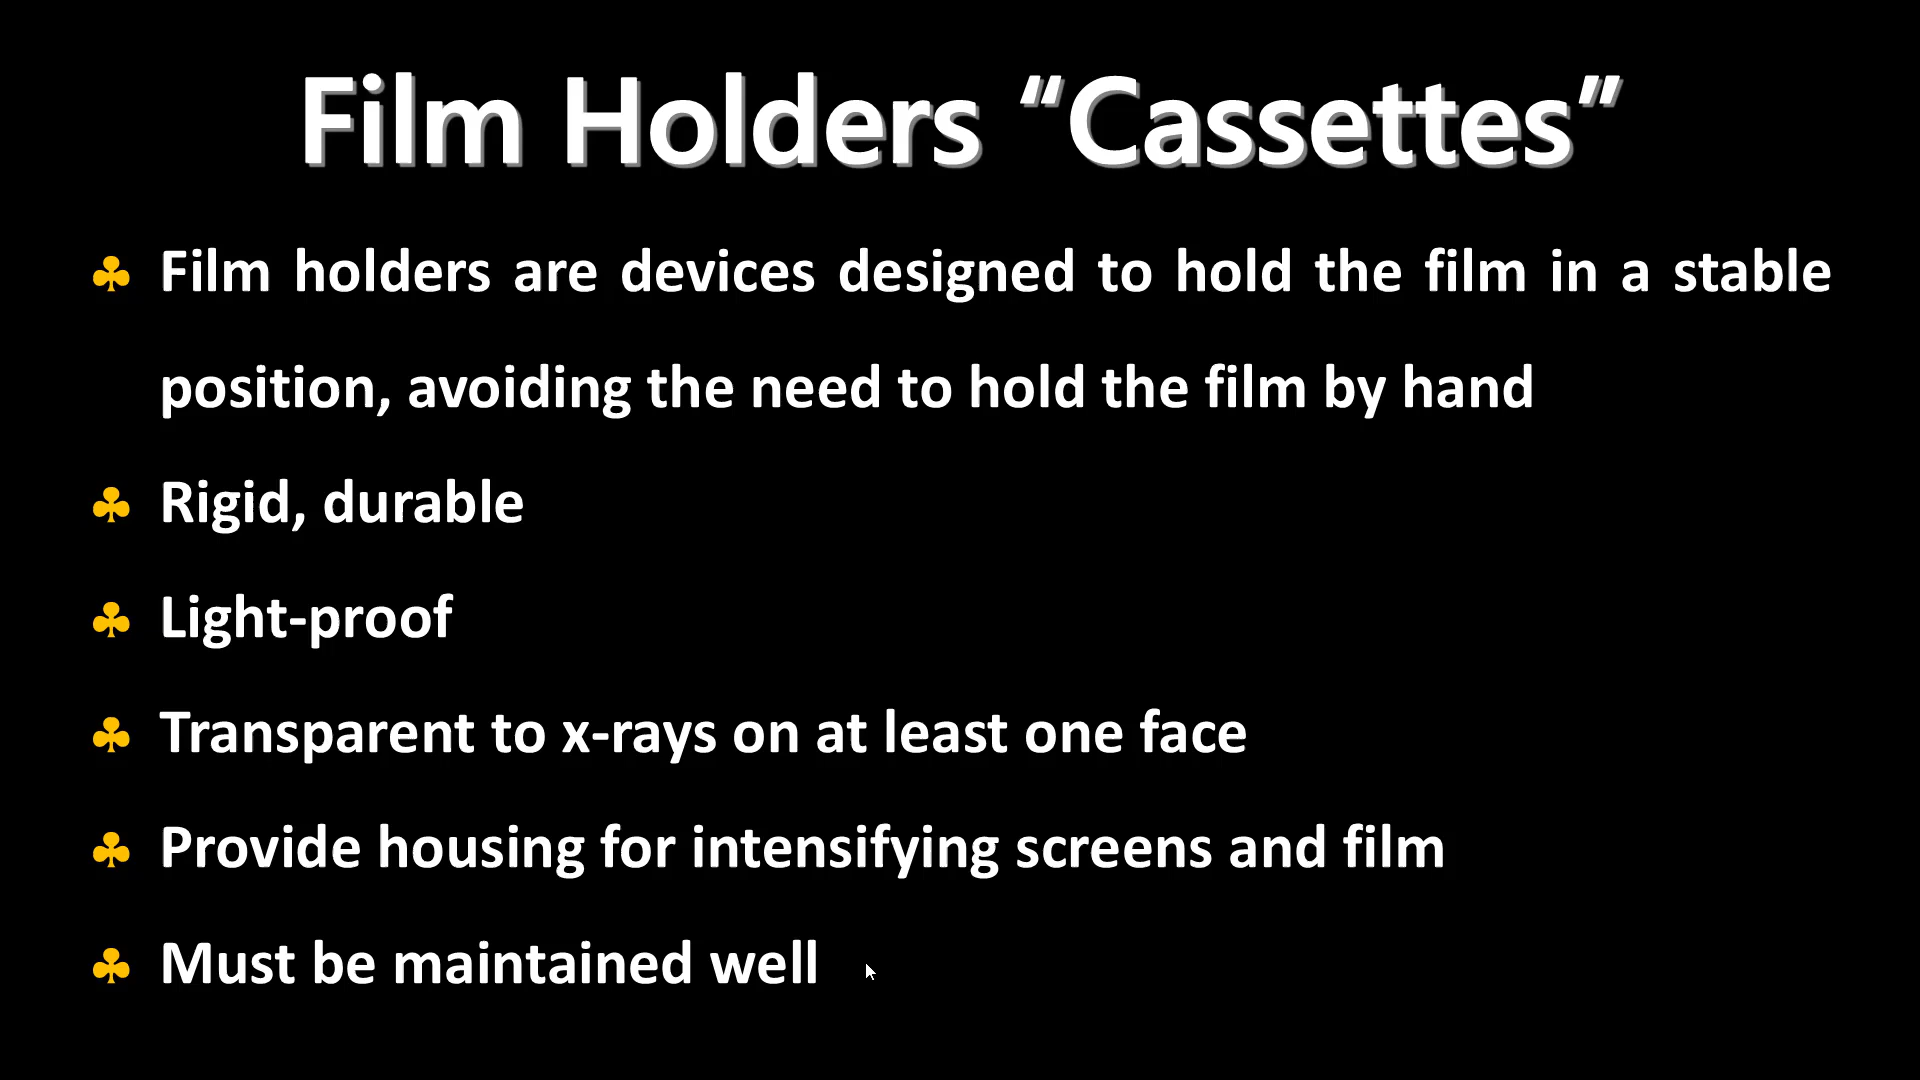 Film Holders “Cassettes”
♣ Film holders are devices designed to hold the film in a stable
position, avoiding the need to hold the film by hand
♣ Rigid, durable
♣ Light-proof
♣ Transparent to x-rays on at least one face
♣ Provide housing for intensifying screens and film
♣ Must be maintained well